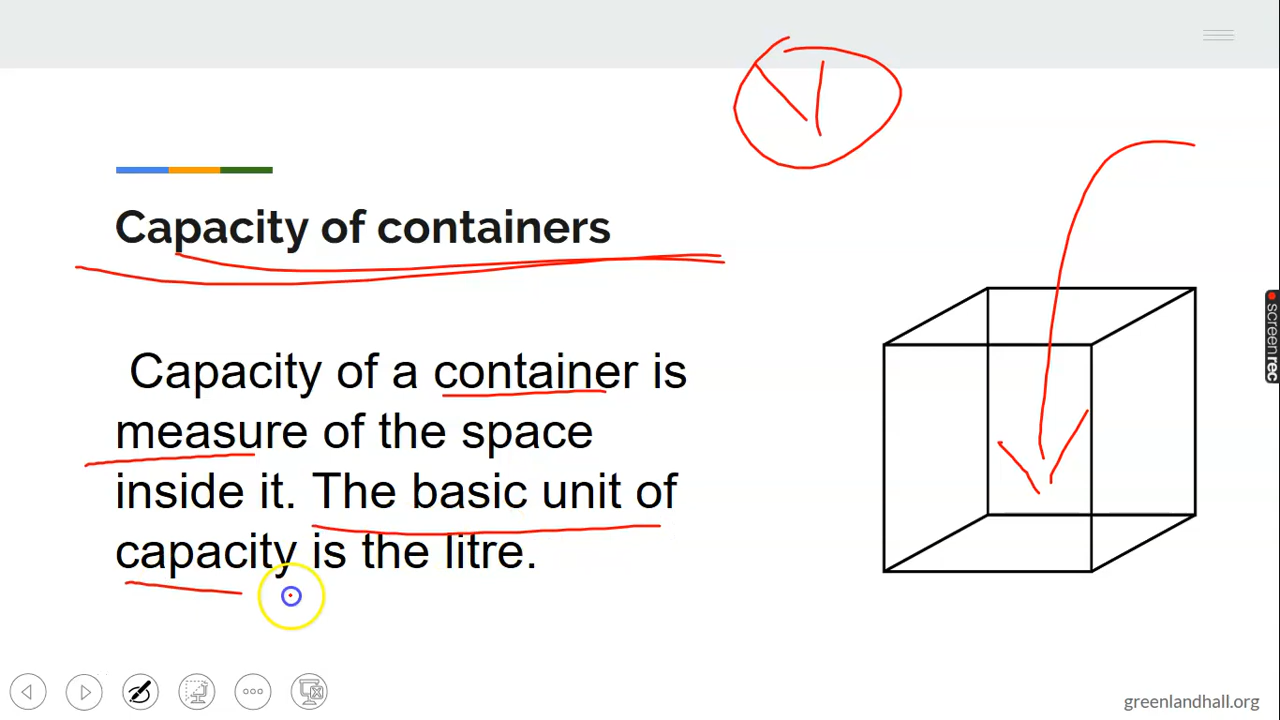 Capacity of containers
Capacity of a container is
measure of the space
inside it. The basic unit of
capacity is the litre.
SCREENrec
greenlandhall.org